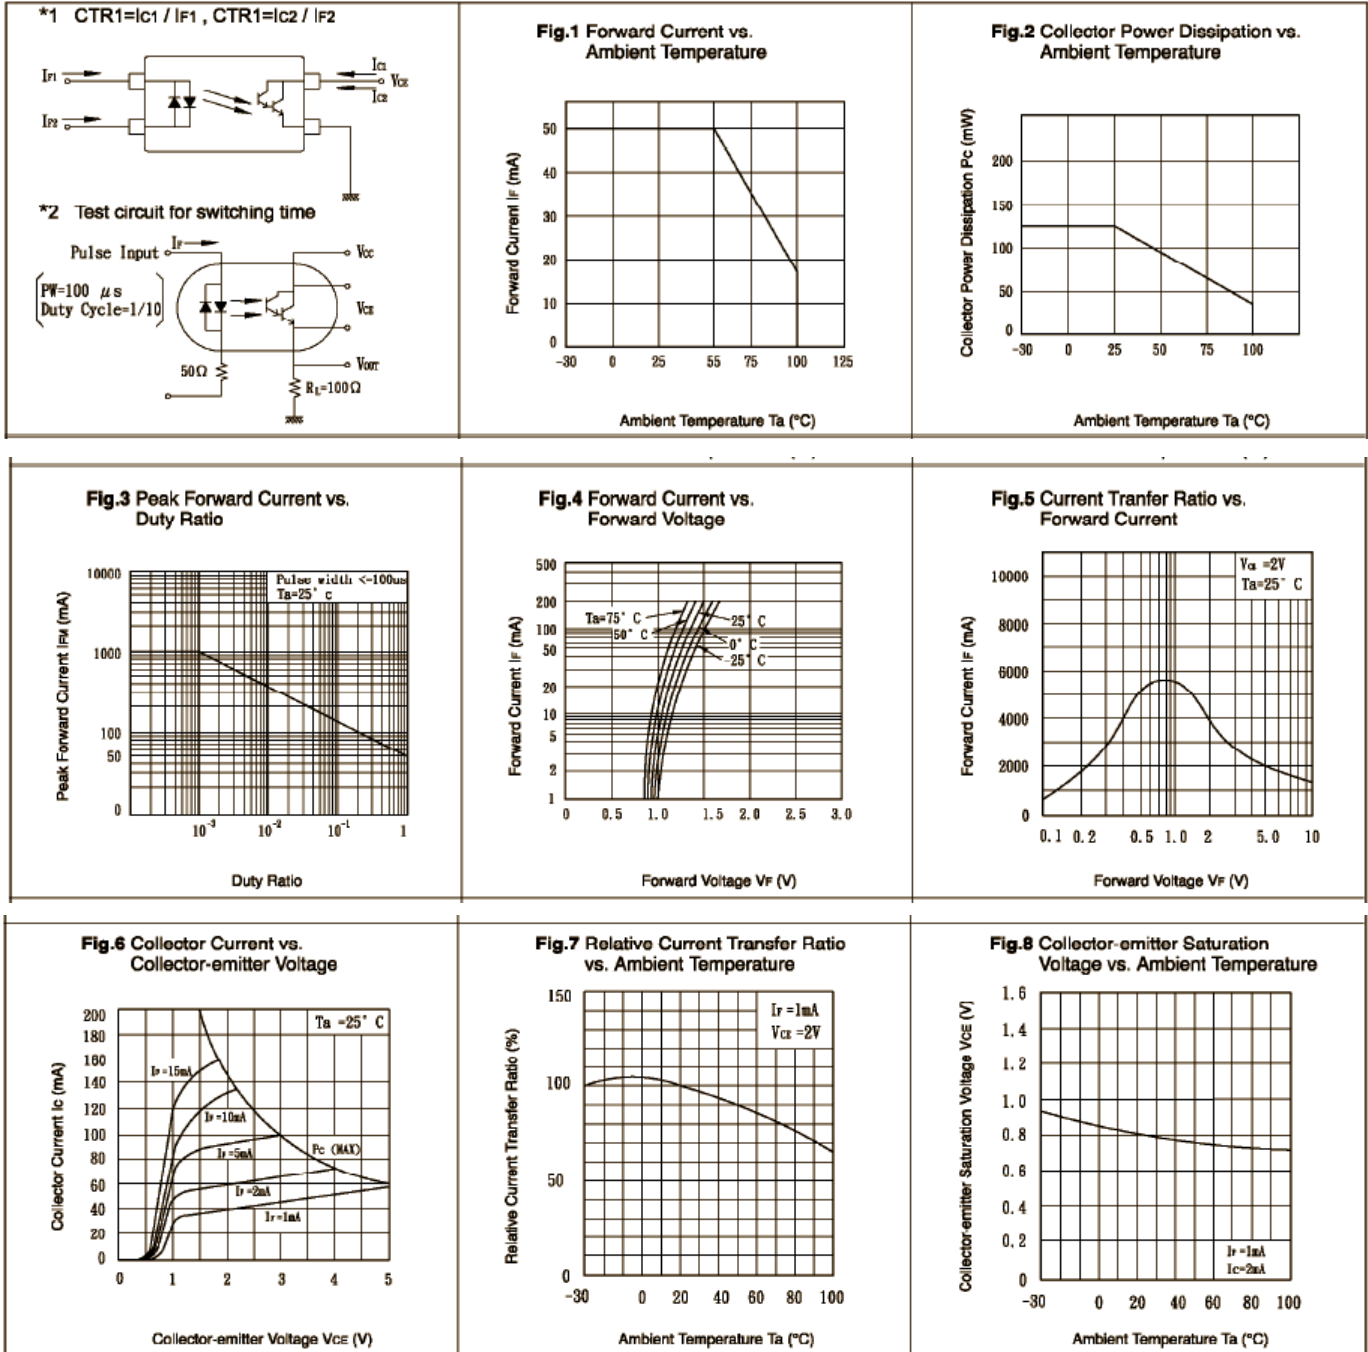 *1 CTR1=IC1 / IF1 , CTR1=IC2 / IF2
IF1
IC1
VCE
IC2
IF2
*2 Test circuit for switching time
Pulse Input
IF
VCC
PW=100 μs
Duty Cycle=1/10
VCE
50Ω
VOUT
RL=100Ω
Fig.1 Forward Current vs.
Ambient Temperature
Forward Current IF (mA)
50
40
30
20
10
0
-30 0 25 55 75 100 125
Ambient Temperature Ta (°C)
Fig.2 Collector Power Dissipation vs.
Ambient Temperature
Collector Power Dissipation Pc (mW)
200
150
100
50
0
-30 0 25 50 75 100
Ambient Temperature Ta (°C)
Fig.3 Peak Forward Current vs.
Duty Ratio
Peak Forward Current IFM (mA)
10000
1000
100
50
0
Pulse width <-100us
Ta=25° c
10-3 10-2 10-1 1
Duty Ratio
Fig.4 Forward Current vs.
Forward Voltage
Forward Current IF (mA)
500
200
100
50
20
10
5
2
1
Ta=75° C
50° C
25° C
0° C
-25° C
0 0.5 1.0 1.5 2.0 2.5 3.0
Forward Voltage VF (V)
Fig.5 Current Tranfer Ratio vs.
Forward Current
Forward Current IF (mA)
10000
8000
6000
4000
2000
0
VCE =2V
Ta=25° C
0.1 0.2 0.5 1.0 2 5.0 10
Forward Voltage VF (V)
Fig.6 Collector Current vs.
Collector-emitter Voltage
Collector Current Ic (mA)
200
180
160
140
120
100
80
60
40
20
0
Ta =25° C
IF=15mA
IF=10mA
IF=5mA
IF=2mA
IF=1mA
Pc (MAX)
0 1 2 3 4 5
Collector-emitter Voltage VCE (V)
Fig.7 Relative Current Transfer Ratio
vs. Ambient Temperature
Relative Current Transfer Ratio (%)
150
100
50
0
IF =1mA
VCE =2V
-30 0 20 40 60 80 100
Ambient Temperature Ta (°C)
Fig.8 Collector-emitter Saturation
Voltage vs. Ambient Temperature
Collector-emitter Saturation Voltage VCE (V)
1.6
1.4
1.2
1.0
0.8
0.6
0.4
0.2
0
IF =1mA
Ic=2mA
-30 0 20 40 60 80 100
Ambient Temperature Ta (°C)